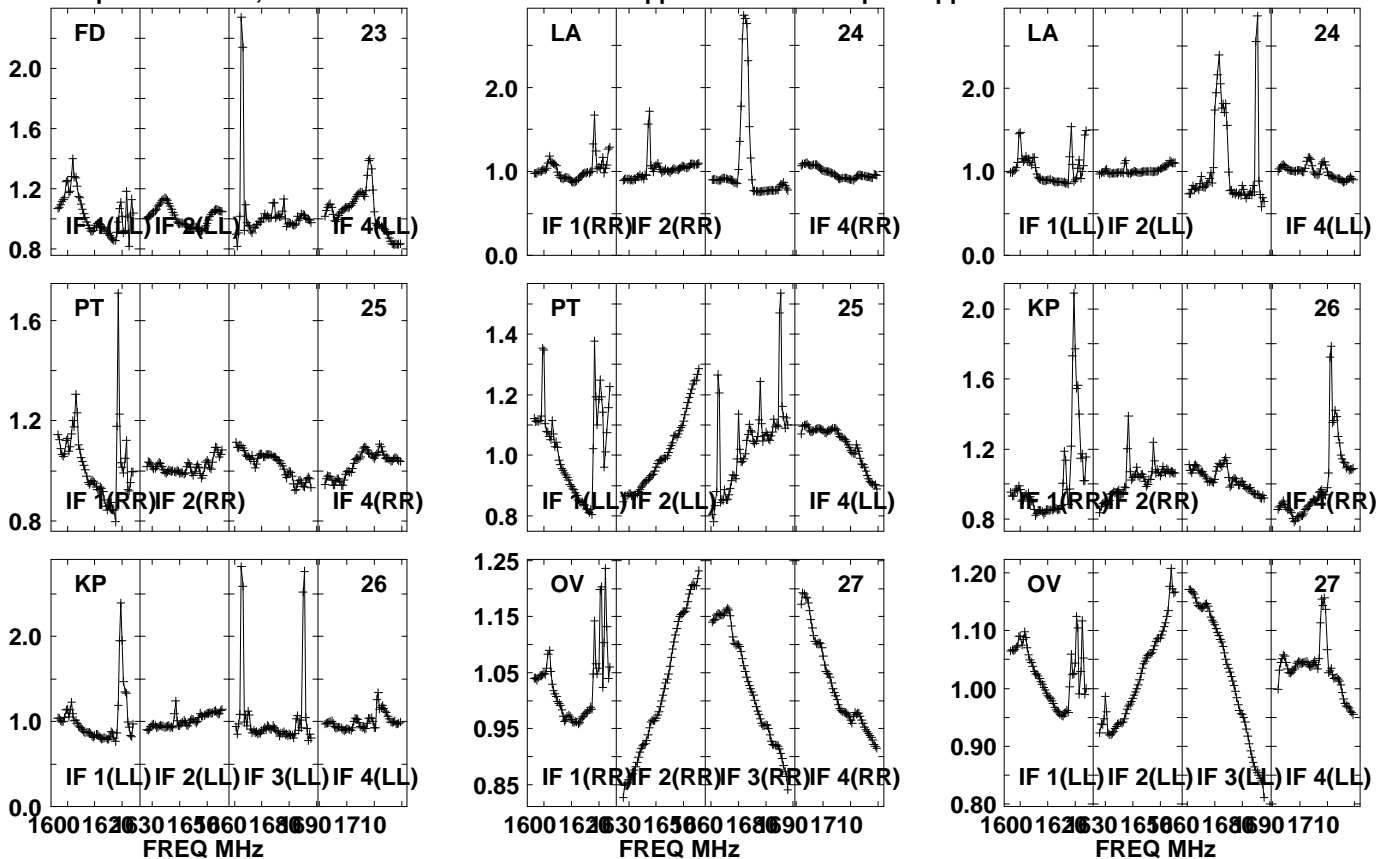 FD 23
2.0
1.6
1.2
0.8
IF 1(LL) IF 2(LL) IF 4(LL)
LA 24
2.0
1.0
0.0
IF 1(RR) IF 2(RR) IF 4(RR)
LA 24
2.0
1.0
0.0
IF 1(LL) IF 2(LL) IF 4(LL)
PT 25
1.6
1.2
0.8
IF 1(RR) IF 2(RR) IF 4(RR)
PT 25
1.4
1.2
1.0
0.8
IF 1(LL) IF 2(LL) IF 4(LL)
KP 26
2.0
1.6
1.2
0.8
IF 1(RR) IF 2(RR) IF 4(RR)
KP 26
2.0
1.0
0.0
IF 1(LL) IF 2(LL) IF 3(LL) IF 4(LL)
1600 1690 1710
FREQ MHz
OV 27
1.25
1.15
1.05
0.95
0.85
IF 1(RR) IF 2(RR) IF 3(RR) IF 4(RR)
1600 1690 1710
FREQ MHz
OV 27
1.20
1.10
1.00
0.90
0.80
IF 1(LL) IF 2(LL) IF 3(LL) IF 4(LL)
1600 1690 1710
FREQ MHz